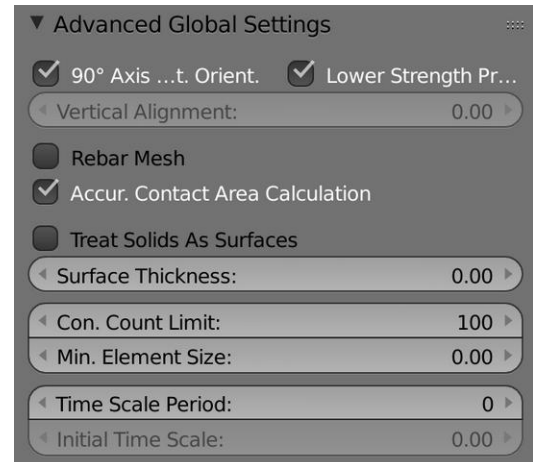 Advanced Global Settings
90° Axis ...t. Orient. Lower Strength Pr...
Vertical Alignment: 0.00
Rebar Mesh
Accur. Contact Area Calculation
Treat Solids As Surfaces
Surface Thickness: 0.00
Con. Count Limit: 100
Min. Element Size: 0.00
Time Scale Period: 0
Initial Time Scale: 0.00